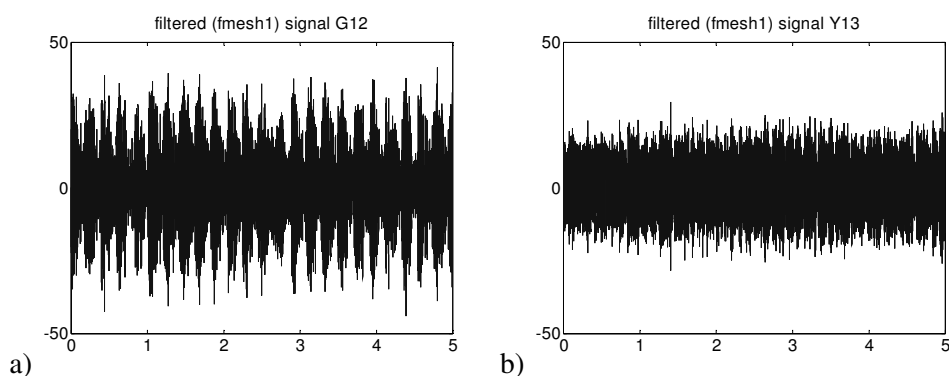 filtered (fmesh1) signal G12
50
0
-50
0 1 2 3 4 5
a)
filtered (fmesh1) signal Y13
50
0
-50
0 1 2 3 4 5
b)